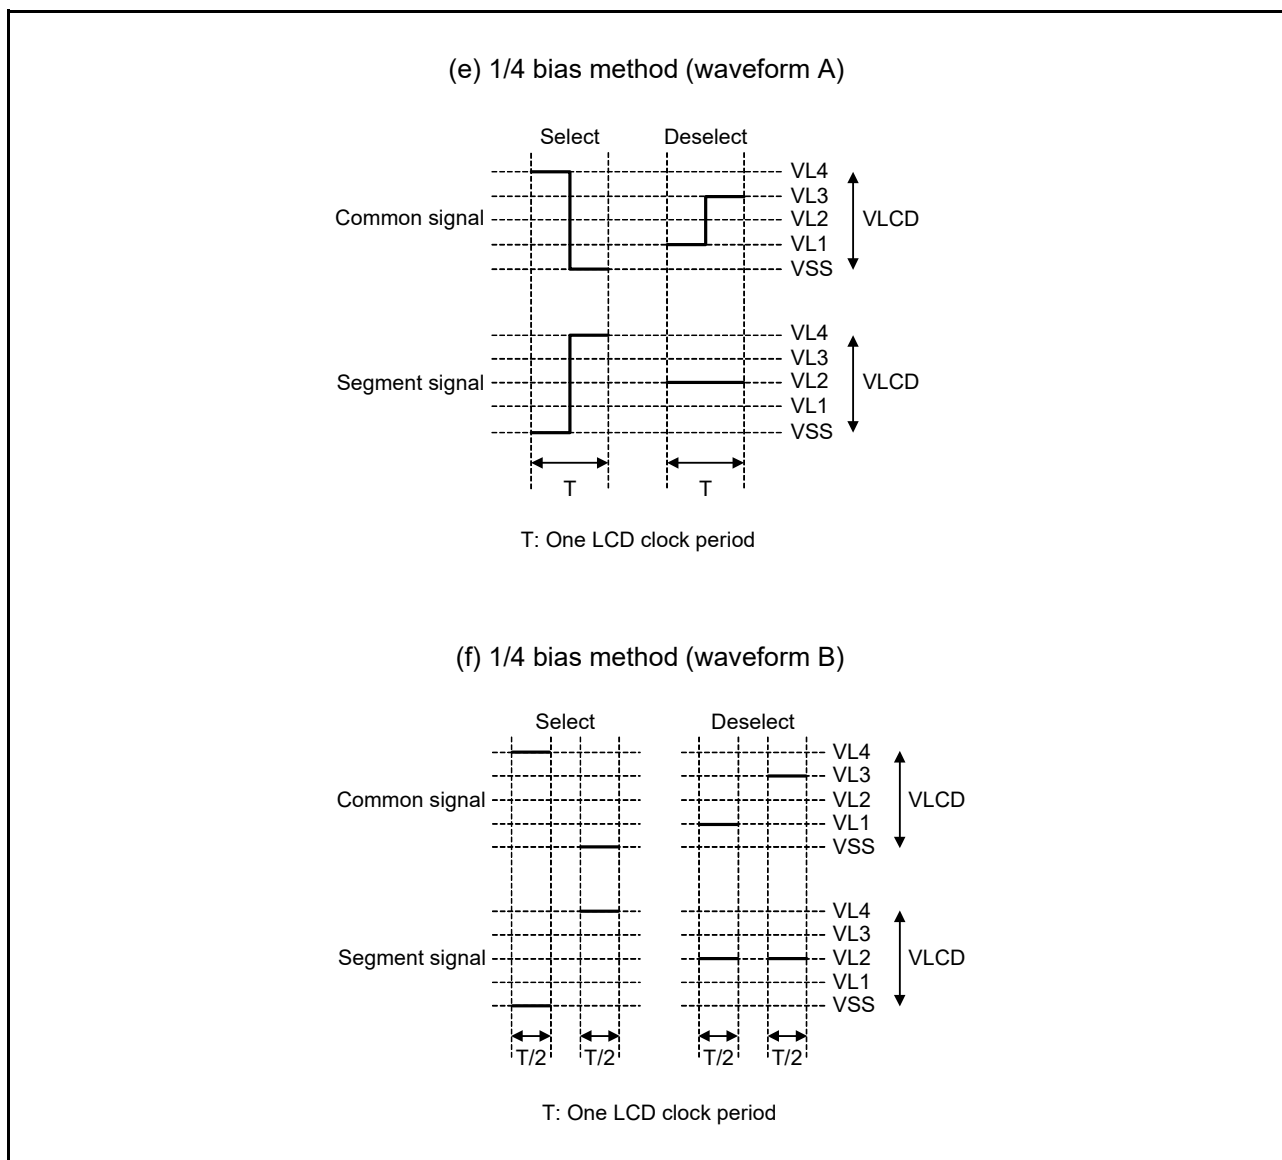 (e) 1/4 bias method (waveform A)
Select Deselect
VL4
VL3
Common signal VL2 VLCD
VL1
VSS
VL4
VL3
Segment signal VL2 VLCD
VL1
VSS
T T
T: One LCD clock period
(f) 1/4 bias method (waveform B)
Select Deselect
VL4
VL3
Common signal VL2 VLCD
VL1
VSS
VL4
VL3
Segment signal VL2 VLCD
VL1
VSS
T/2 T/2 T/2 T/2
T: One LCD clock period